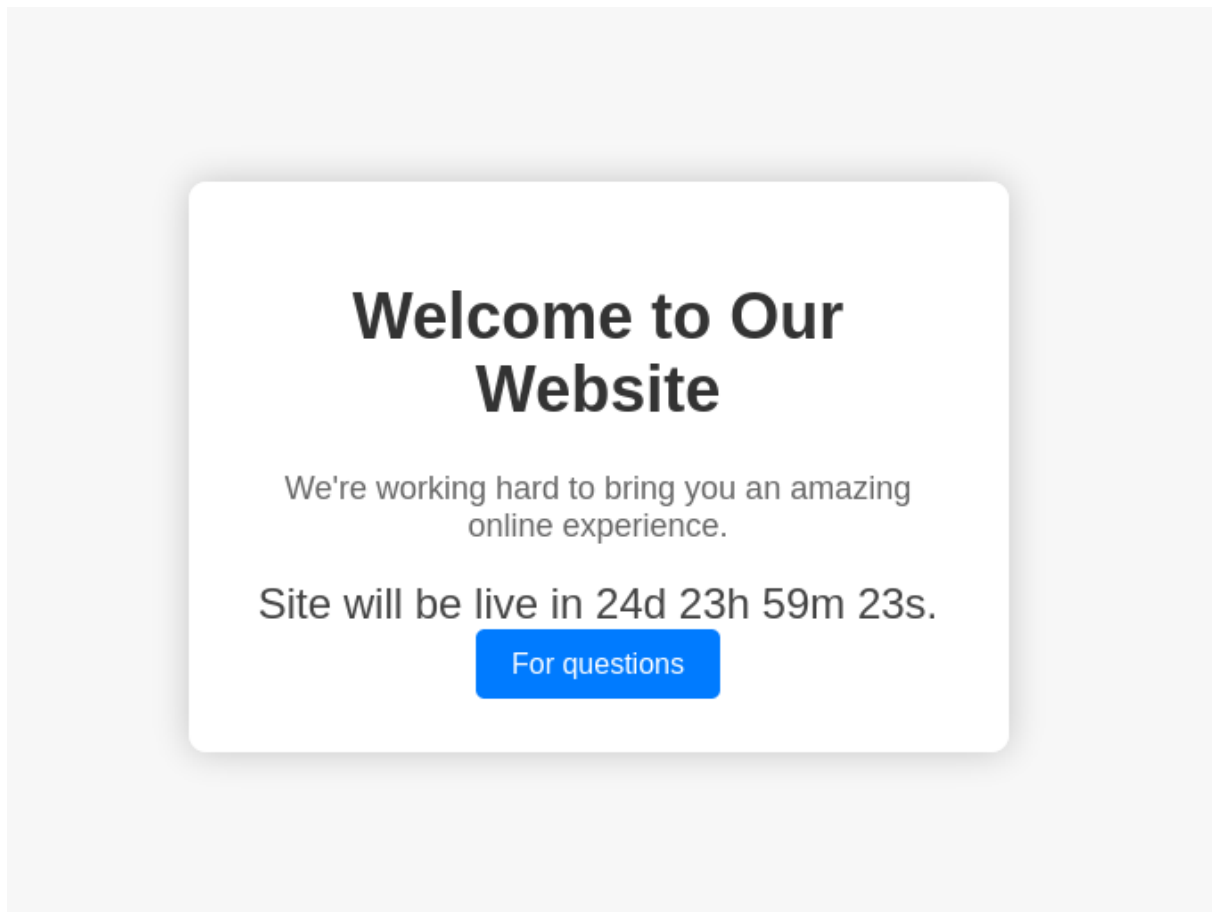 Welcome to Our
Website
We're working hard to bring you an amazing
online experience.
Site will be live in 24d 23h 59m 23s.
For questions